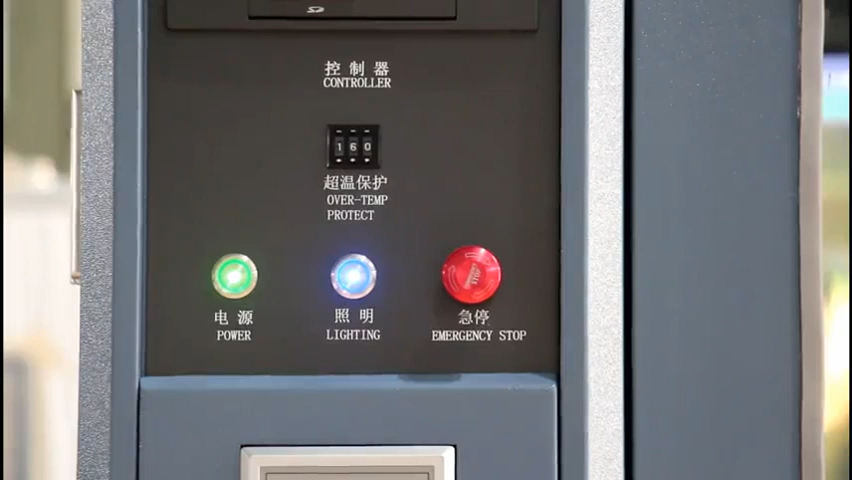 控制器
CONTROLLER
160
超温保护
OVER-TEMP
PROTECT
电源
POWER
照明
LIGHTING
急停
EMERGENCY STOP